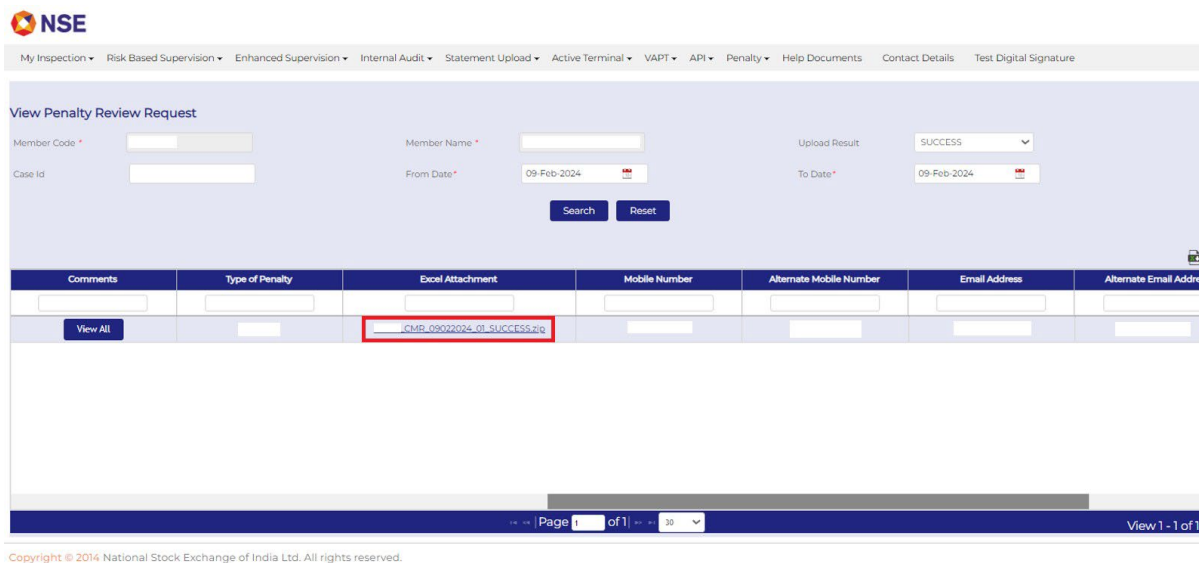 NSE
My Inspection Risk Based Supervision Enhanced Supervision Internal Audit Statement Upload Active Terminal VAPT API Penalty Help Documents Contact Details Test Digital Signature
View Penalty Review Request
Member Code * Member Name * Upload Result SUCCESS
Case Id From Date* 09-Feb-2024 To Date* 09-Feb-2024
Search Reset
Comments Type of Penalty Excel Attachment Mobile Number Alternate Mobile Number Email Address Alternate Email Addre
View All _CMR_09022024_01_SUCCESS.zip
Page 1 of 1 30 View 1 - 1 of 1
Copyright © 2014 National Stock Exchange of India Ltd. All rights reserved.